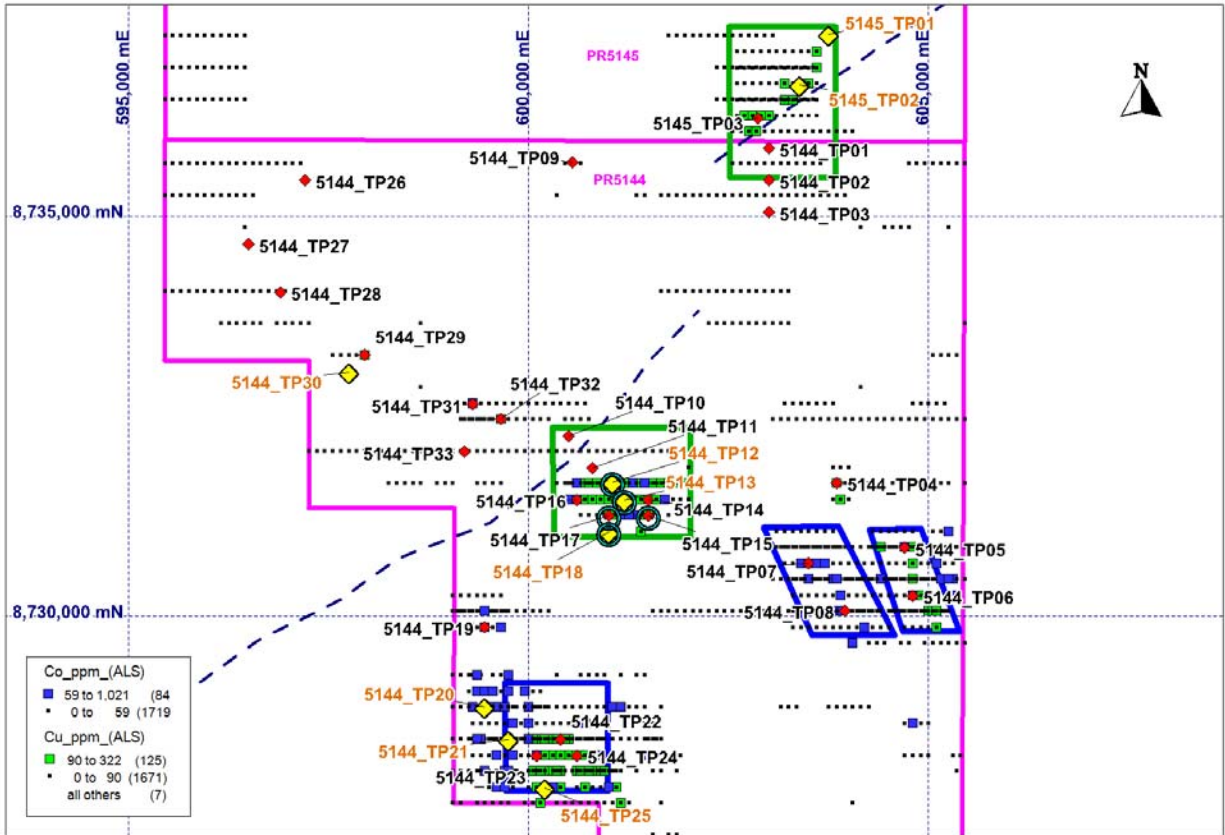 5145_TP01
PR5145
595,000 mE
600,000 mE
605,000 mE
N
5145_TP02
5145_TP03
5144_TP01
5144_TP09
PR5144
5144_TP26
5144_TP02
8,735,000 mN
5144_TP03
5144_TP27
5144_TP28
5144_TP29
5144_TP30
5144_TP32
5144_TP31
5144_TP10
5144_TP11
5144_TP33
5144_TP12
5144_TP13
5144_TP04
5144_TP16
5144_TP14
5144_TP17
5144_TP15
5144_TP05
5144_TP18
5144_TP07
5144_TP06
8,730,000 mN
5144_TP08
5144_TP19
5144_TP20
5144_TP22
5144_TP21
5144_TP24
5144_TP23
5144_TP25
Co_ppm_(ALS)
59 to 1,021 (84
0 to 59 (1719
Cu_ppm_(ALS)
90 to 322 (125)
0 to 90 (1671)
all others (7)